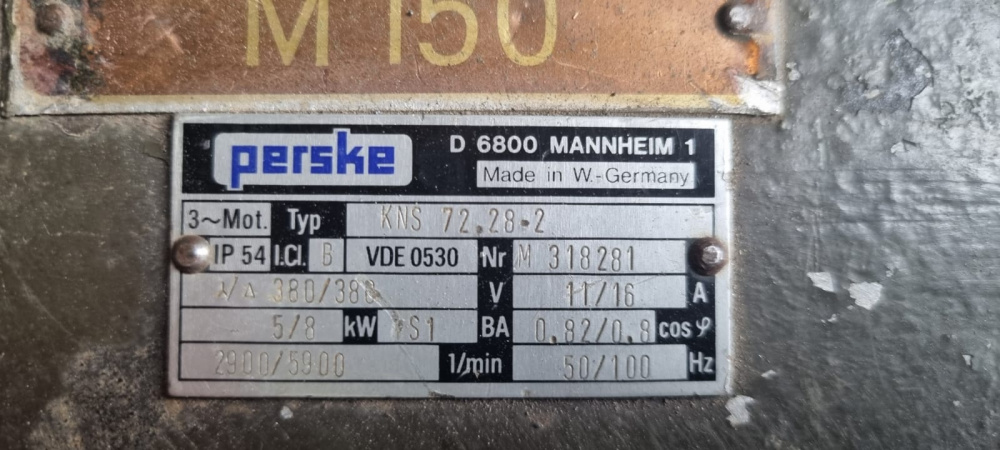 M 150
perske
D 6800 MANNHEIM 1
Made in W.-Germany
3~Mot. Typ KNS 72.28-2
IP 54 I.Cl. B VDE 0530 Nr M 318281
⅄/△ 380/380 V 11/16 A
5/8 kW S1 BA 0.82/0.8 cos φ
2900/5900 1/min 50/100 Hz